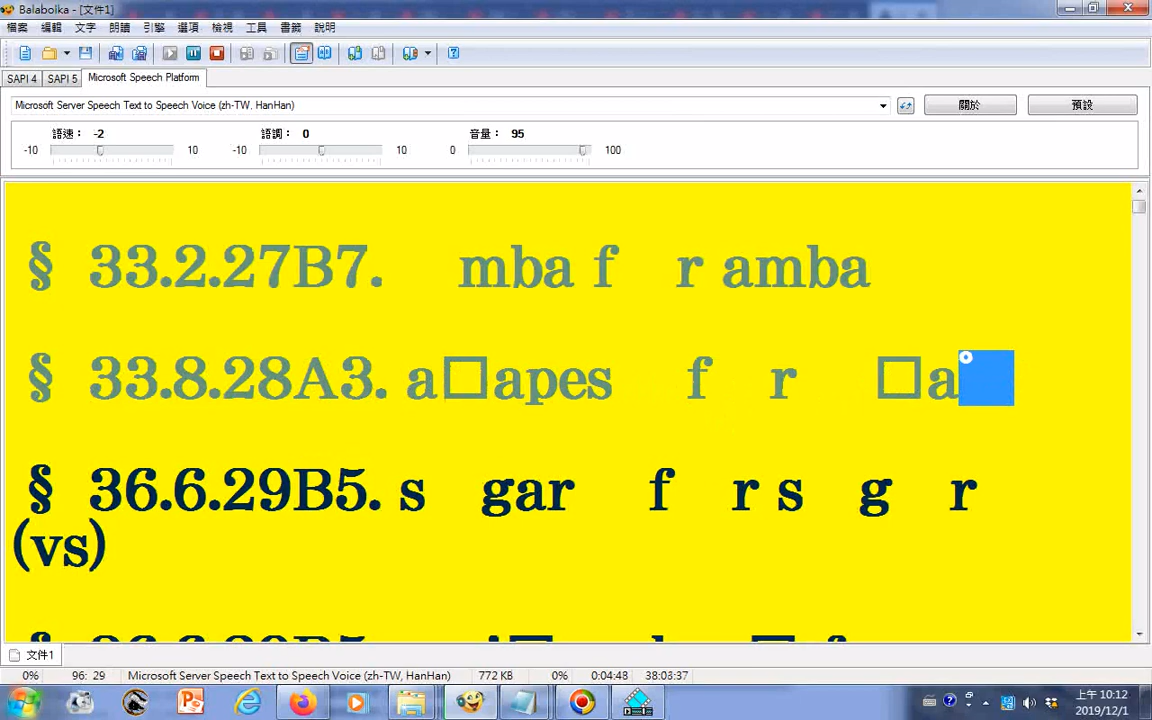 Balabolka - [文件1]
檔案 編輯 文字 朗讀 引擎 選項 檢視 工具 書籤 說明
SAPI 4 SAPI 5 Microsoft Speech Platform
Microsoft Server Speech Text to Speech Voice (zh-TW, HanHan) 關於 預設
語速： -2 語調： 0 音量： 95
-10 10 -10 10 0 100
§ 33.2.27B7. mba f r amba
§ 33.8.28A3. a□apes f r □a
§ 36.6.29B5. s gar f r s g r
(vs)
文件1
0% 96: 29 Microsoft Server Speech Text to Speech Voice (zh-TW, HanHan) 772 KB 0% 0:04:48 38:03:37
上午 10:12
2019/12/1